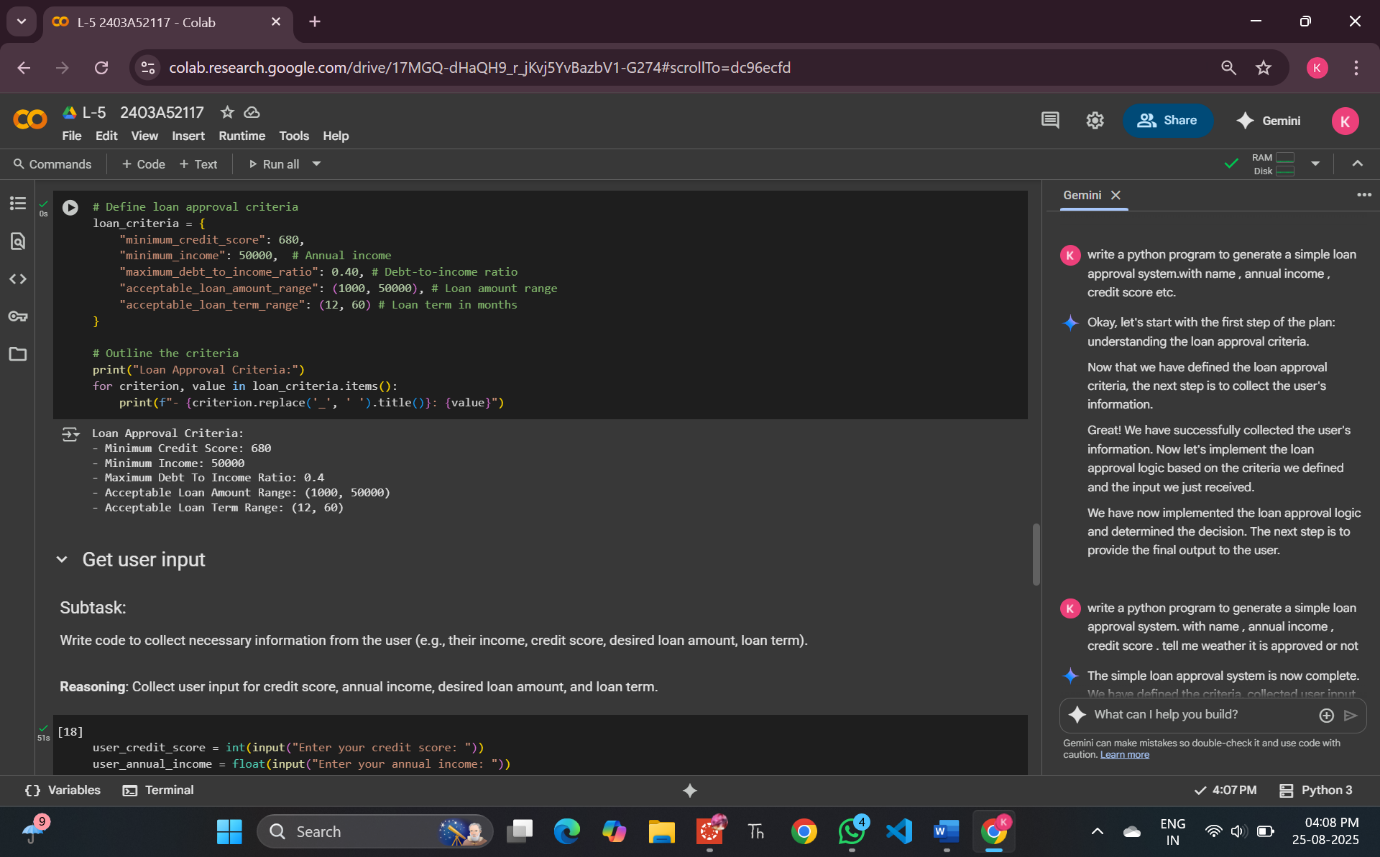 L-5 2403A52117 - Colab
colab.research.google.com/drive/17MGQ-dHaQH9_r_jKvj5YvBazbV1-G274#scrollTo=dc96ecfd
K
L-5 2403A52117
File Edit View Insert Runtime Tools Help
Share
Gemini
K
Commands + Code + Text Run all
RAM
Disk
0s
# Define loan approval criteria
loan_criteria = {
    "minimum_credit_score": 680,
    "minimum_income": 50000,  # Annual income
    "maximum_debt_to_income_ratio": 0.40, # Debt-to-income ratio
    "acceptable_loan_amount_range": (1000, 50000), # Loan amount range
    "acceptable_loan_term_range": (12, 60) # Loan term in months
}
# Outline the criteria
print("Loan Approval Criteria:")
for criterion, value in loan_criteria.items():
    print(f"- {criterion.replace('_', ' ').title()}: {value}")
Loan Approval Criteria:
- Minimum Credit Score: 680
- Minimum Income: 50000
- Maximum Debt To Income Ratio: 0.4
- Acceptable Loan Amount Range: (1000, 50000)
- Acceptable Loan Term Range: (12, 60)
Get user input
Subtask:
Write code to collect necessary information from the user (e.g., their income, credit score, desired loan amount, loan term).
Reasoning: Collect user input for credit score, annual income, desired loan amount, and loan term.
51s
[18]
user_credit_score = int(input("Enter your credit score: "))
user_annual_income = float(input("Enter your annual income: "))
Gemini
K
write a python program to generate a simple loan
approval system.with name , annual income ,
credit score etc.
Okay, let's start with the first step of the plan:
understanding the loan approval criteria.
Now that we have defined the loan approval
criteria, the next step is to collect the user's
information.
Great! We have successfully collected the user's
information. Now let's implement the loan
approval logic based on the criteria we defined
and the input we just received.
We have now implemented the loan approval logic
and determined the decision. The next step is to
provide the final output to the user.
K
write a python program to generate a simple loan
approval system. with name , annual income ,
credit score . tell me weather it is approved or not
The simple loan approval system is now complete.
We have defined the criteria, collected user input
What can I help you build?
Gemini can make mistakes so double-check it and use code with
caution. Learn more
Variables Terminal
4:07 PM Python 3
9
Search
Th
4
K
ENG
IN
04:08 PM
25-08-2025